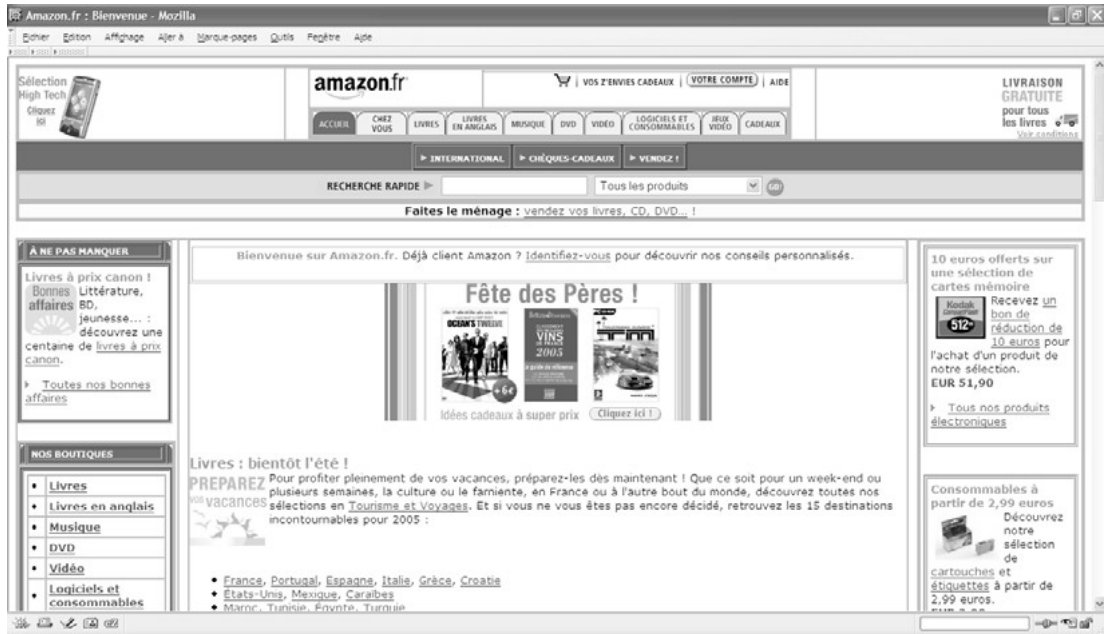 Amazon.fr : Bienvenue - Mozilla
Fichier Edition Affichage Aller à Marque-pages Outils Fenêtre Aide
Sélection
High Tech
Cliquez
ici
amazon.fr
VOS Z'ENVIES CADEAUX | VOTRE COMPTE | AIDE
ACCUEIL CHEZ VOUS LIVRES LIVRES EN ANGLAIS MUSIQUE DVD VIDÉO LOGICIELS ET CONSOMMABLES JEUX VIDÉO CADEAUX
LIVRAISON
GRATUITE
pour tous
les livres
Voir conditions
INTERNATIONAL CHÈQUES-CADEAUX VENDEZ !
RECHERCHE RAPIDE Tous les produits GO!
Faites le ménage : vendez vos livres, CD, DVD... !
À NE PAS MANQUER
Livres à prix canon !
Bonnes affaires
Littérature,
BD,
jeunesse... :
découvrez une
centaine de livres à prix
canon.
Toutes nos bonnes
affaires
NOS BOUTIQUES
• Livres
• Livres en anglais
• Musique
• DVD
• Vidéo
• Logiciels et
consommables
Bienvenue sur Amazon.fr. Déjà client Amazon ? Identifiez-vous pour découvrir nos conseils personnalisés.
Fête des Pères !
OCEAN'S TWELVE
CLASSEMENT
VINS
DE FRANCE
2005
+6€
Idées cadeaux à super prix Cliquez ici !
Livres : bientôt l'été !
PREPAREZ
vos vacances
Pour profiter pleinement de vos vacances, préparez-les dès maintenant ! Que ce soit pour un week-end ou
plusieurs semaines, la culture ou le farniente, en France ou à l'autre bout du monde, découvrez toutes nos
sélections en Tourisme et Voyages. Et si vous ne vous êtes pas encore décidé, retrouvez les 15 destinations
incontournables pour 2005 :
• France, Portugal, Espagne, Italie, Grèce, Croatie
• Etats-Unis, Mexique, Caraïbes
• Maroc, Tunisie, Égypte, Turquie
10 euros offerts sur
une sélection de
cartes mémoire
Kodak
512
Recevez un
bon de
réduction de
10 euros pour
l'achat d'un produit de
notre sélection.
EUR 51,90
Tous nos produits
électroniques
Consommables à
partir de 2,99 euros
Découvrez
notre
sélection
de
cartouches et
étiquettes à partir de
2,99 euros.